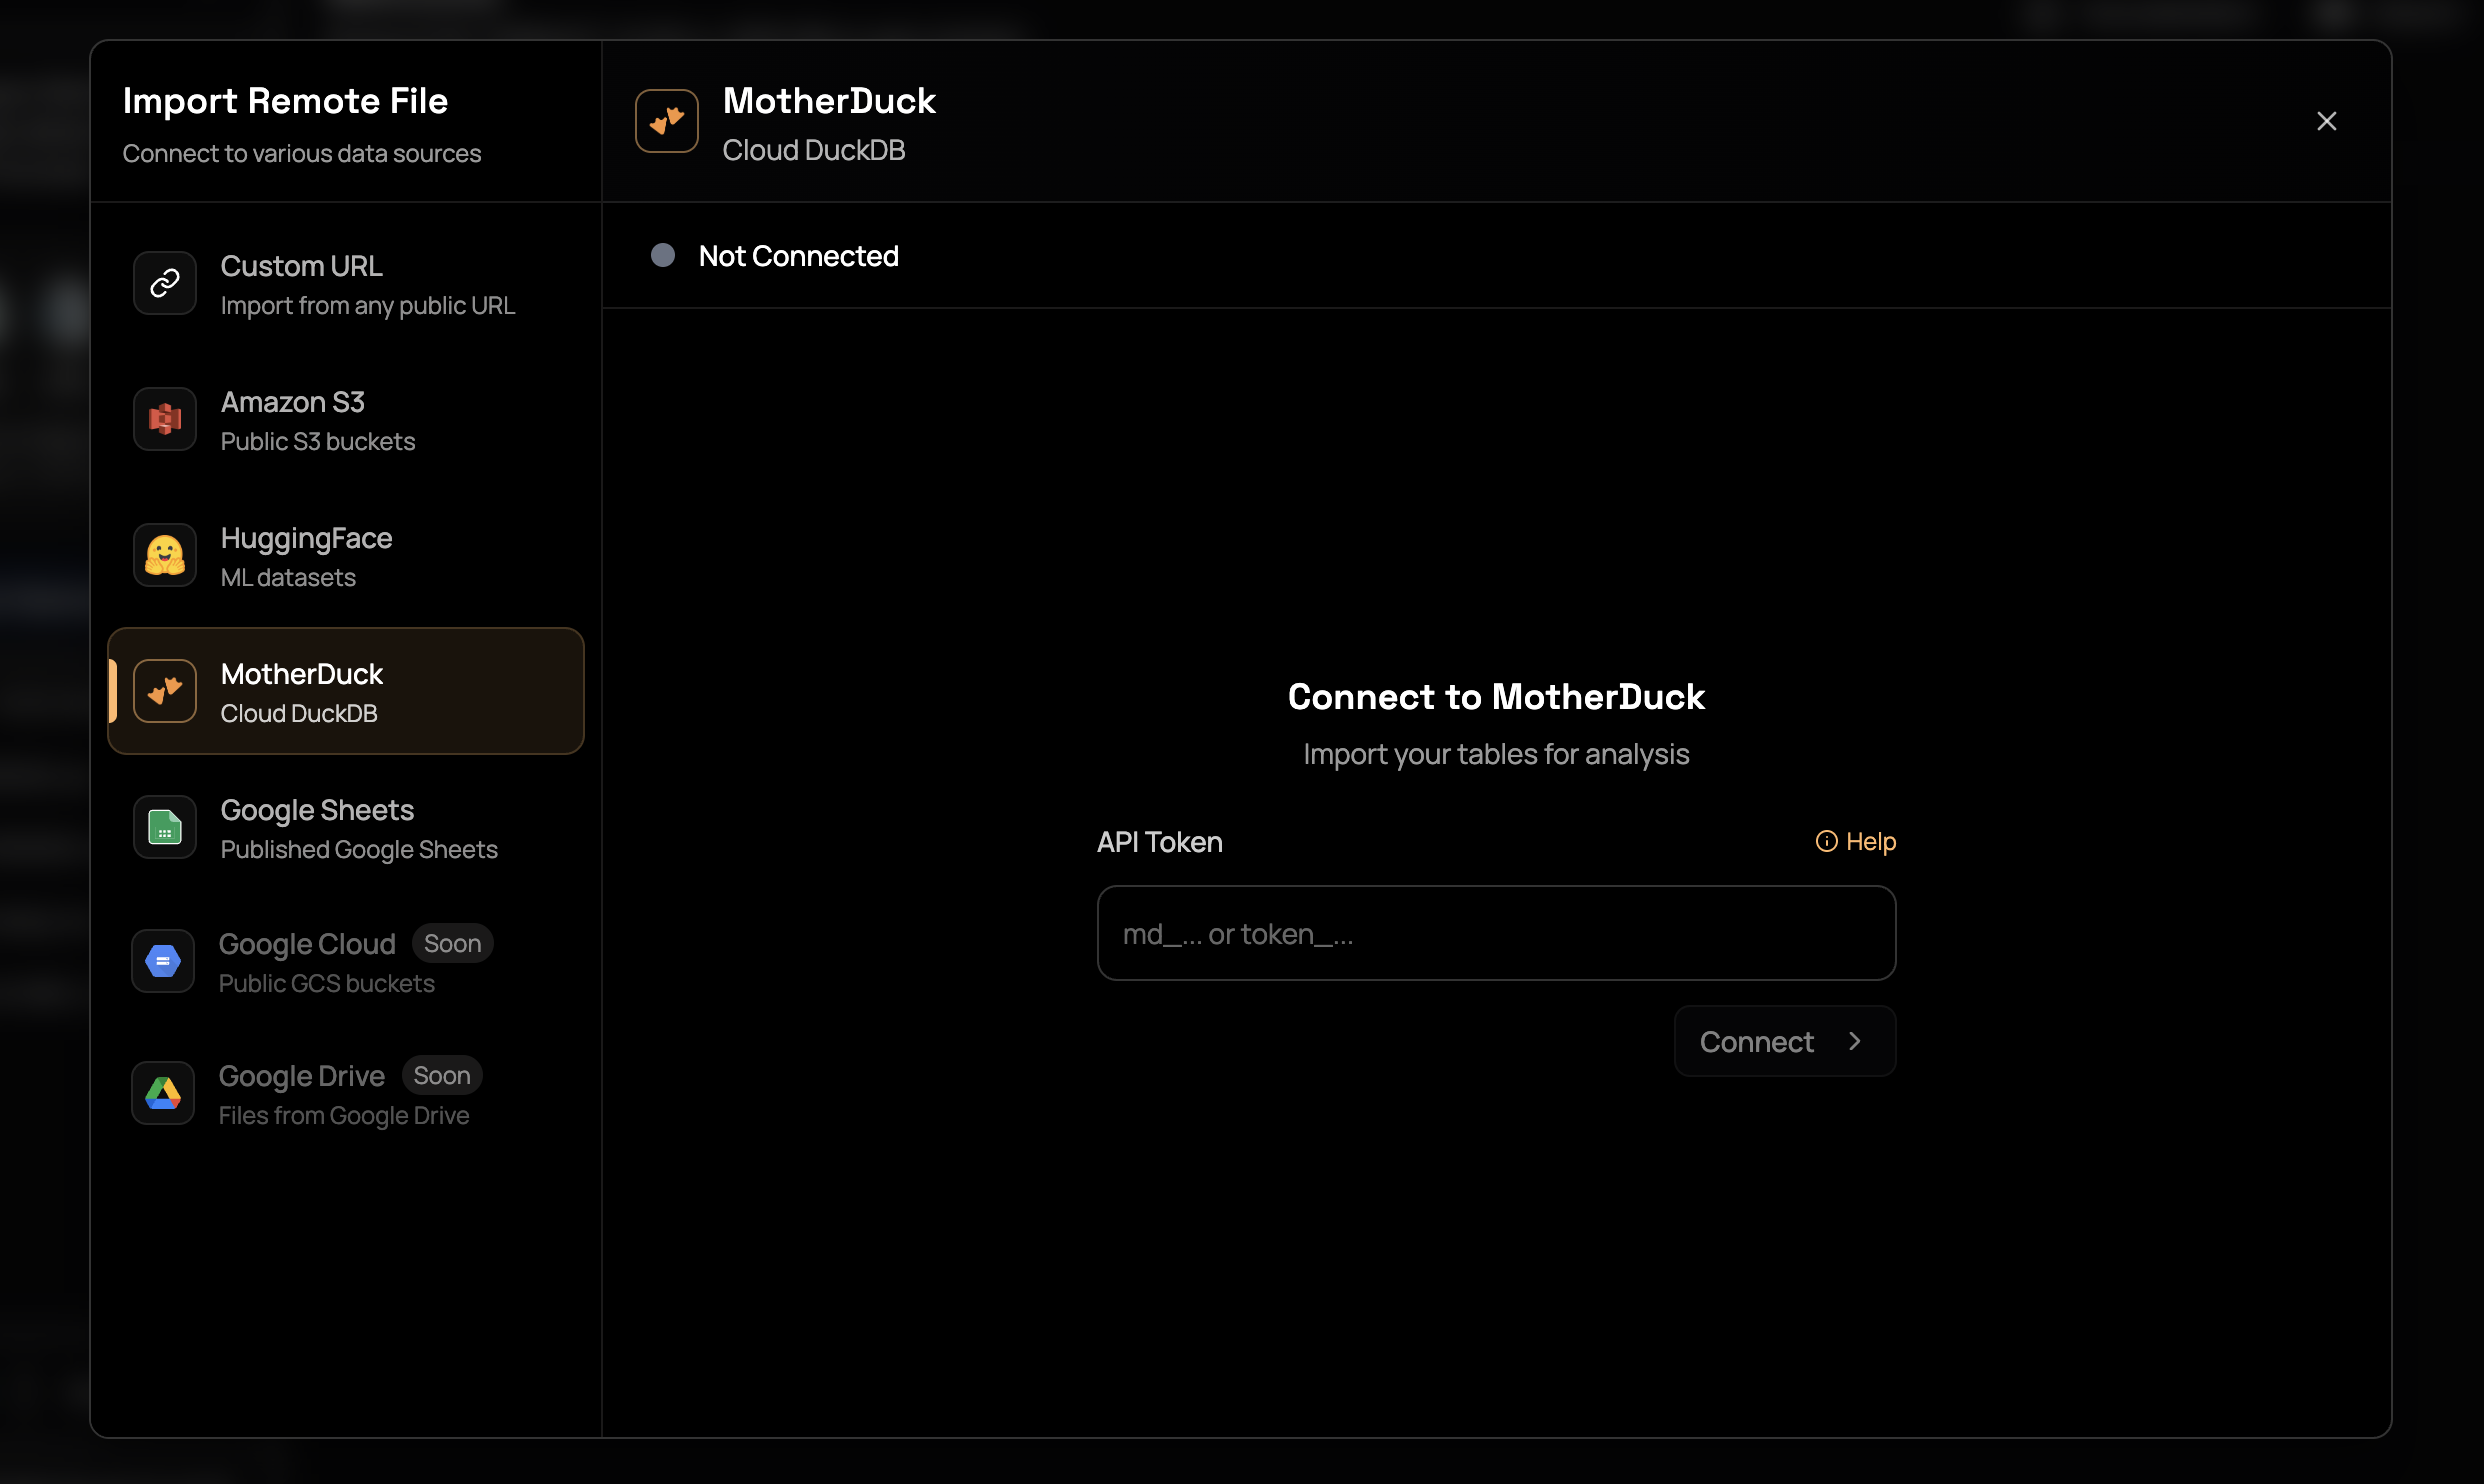 Import Remote File
Connect to various data sources
Custom URL
Import from any public URL
Amazon S3
Public S3 buckets
HuggingFace
ML datasets
MotherDuck
Cloud DuckDB
Google Sheets
Published Google Sheets
Google Cloud Soon
Public GCS buckets
Google Drive Soon
Files from Google Drive
MotherDuck
Cloud DuckDB
Not Connected
Connect to MotherDuck
Import your tables for analysis
API Token Help
md_... or token_...
Connect